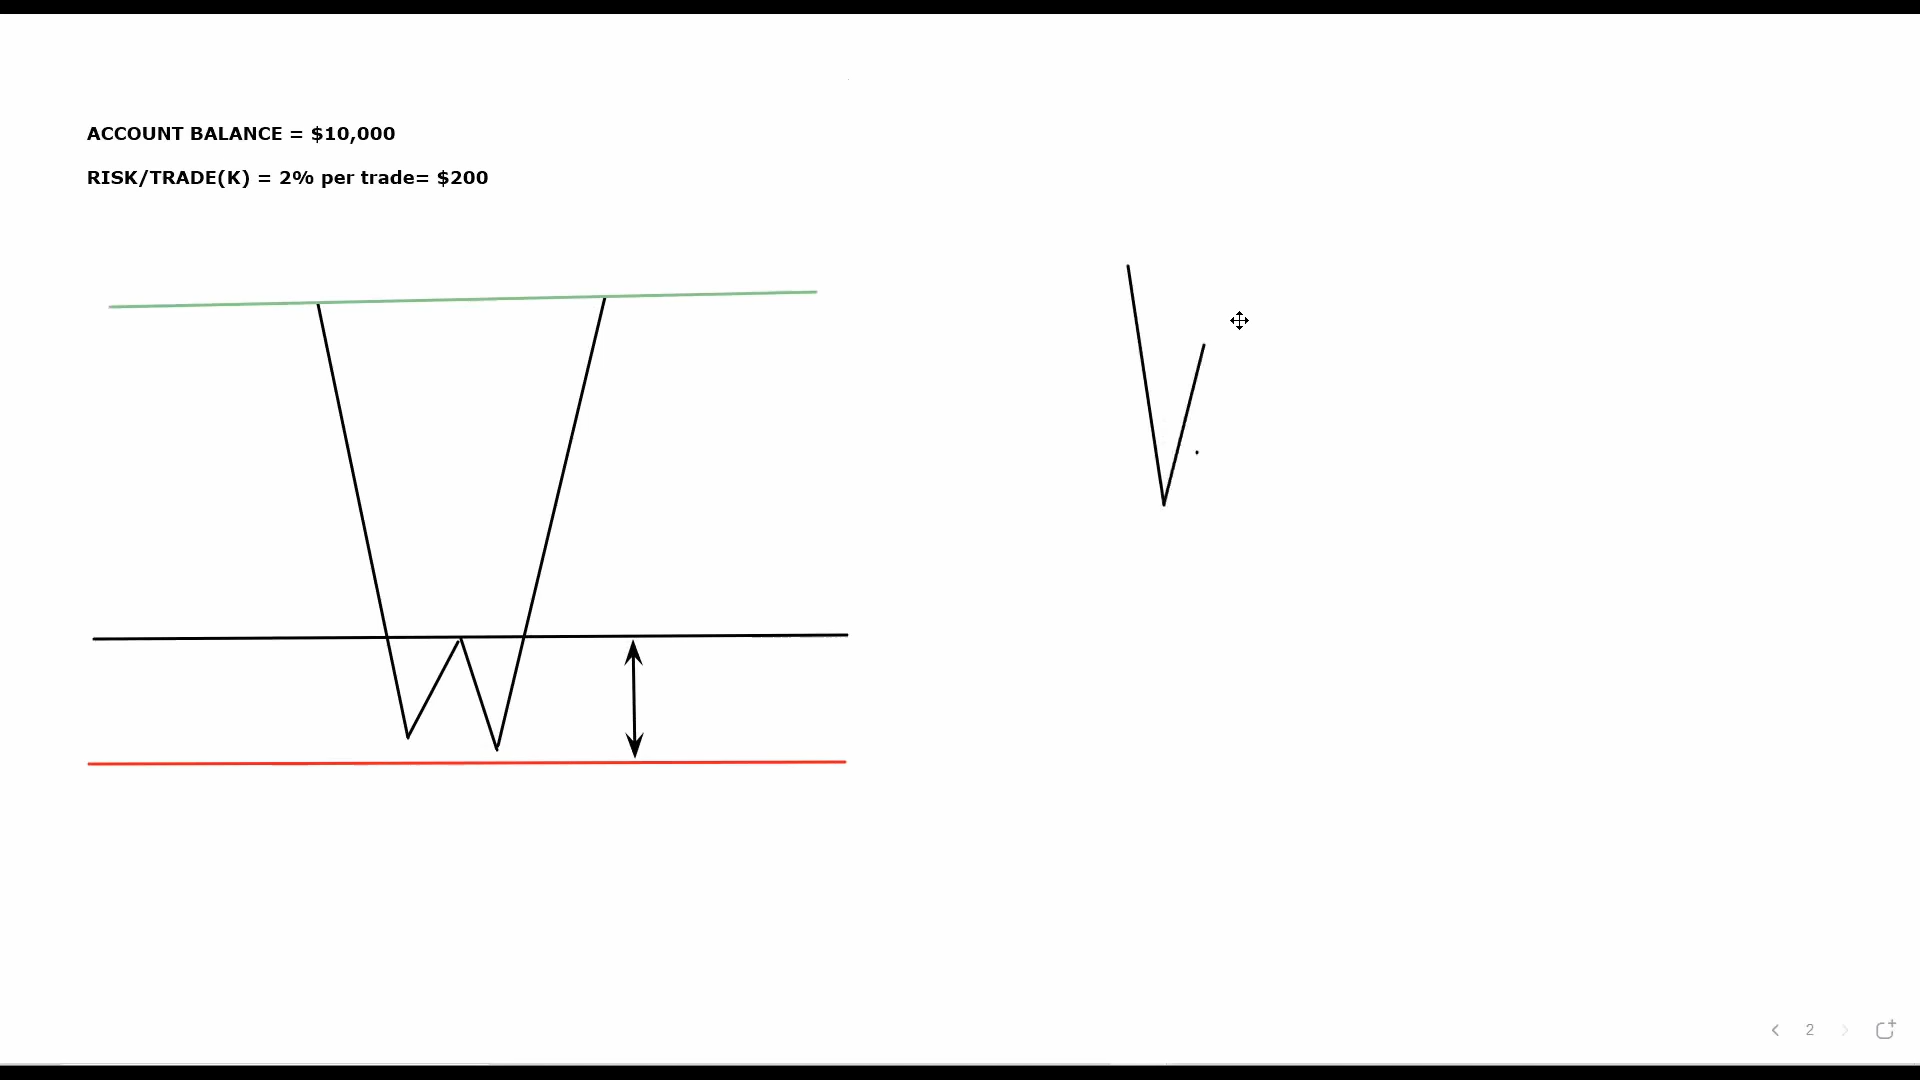 ACCOUNT BALANCE = $10,000
RISK/TRADE(K) = 2% per trade= $200
2